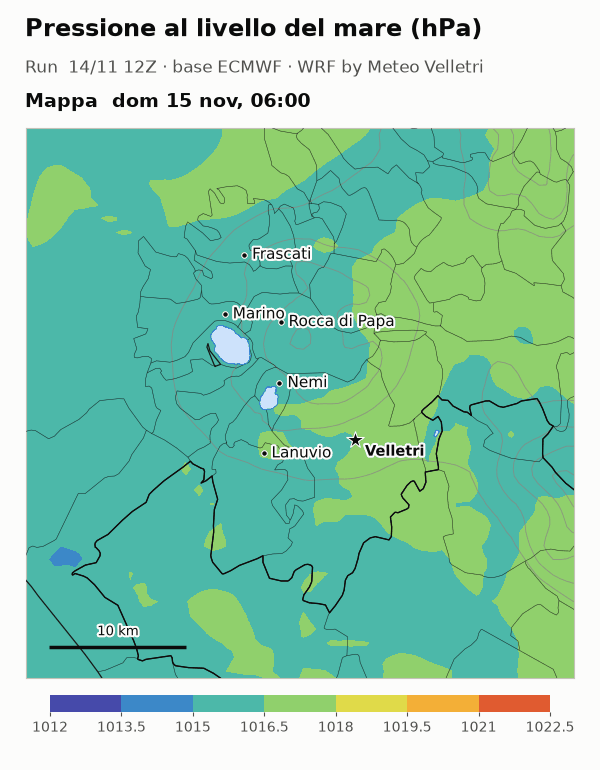 Pressione al livello del mare (hPa)
Run 14/11 12Z · base ECMWF · WRF by Meteo Velletri
Mappa dom 15 nov, 06:00
Frascati
Marino
Rocca di Papa
Nemi
Velletri
Lanuvio
10 km
1012 1013.5 1015 1016.5 1018 1019.5 1021 1022.5